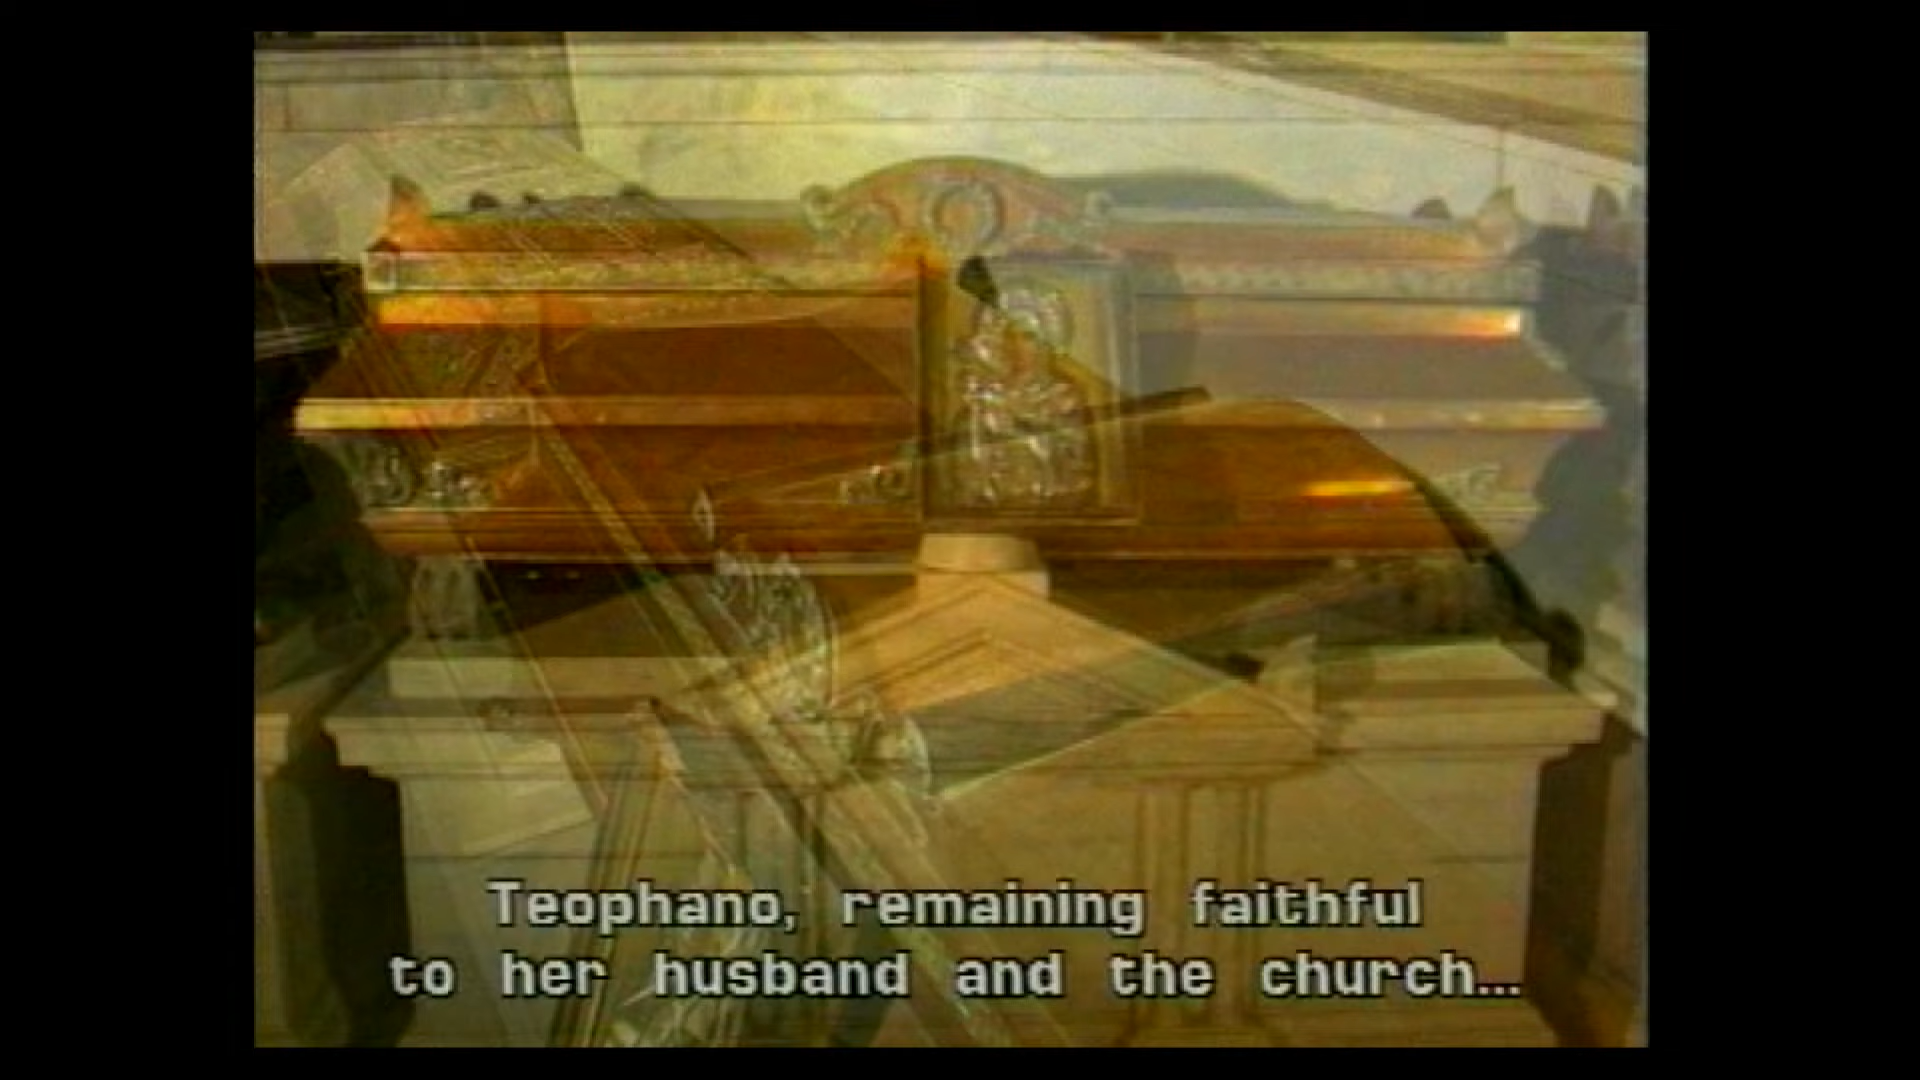 Teophano, remaining faithful
to her husband and the church...